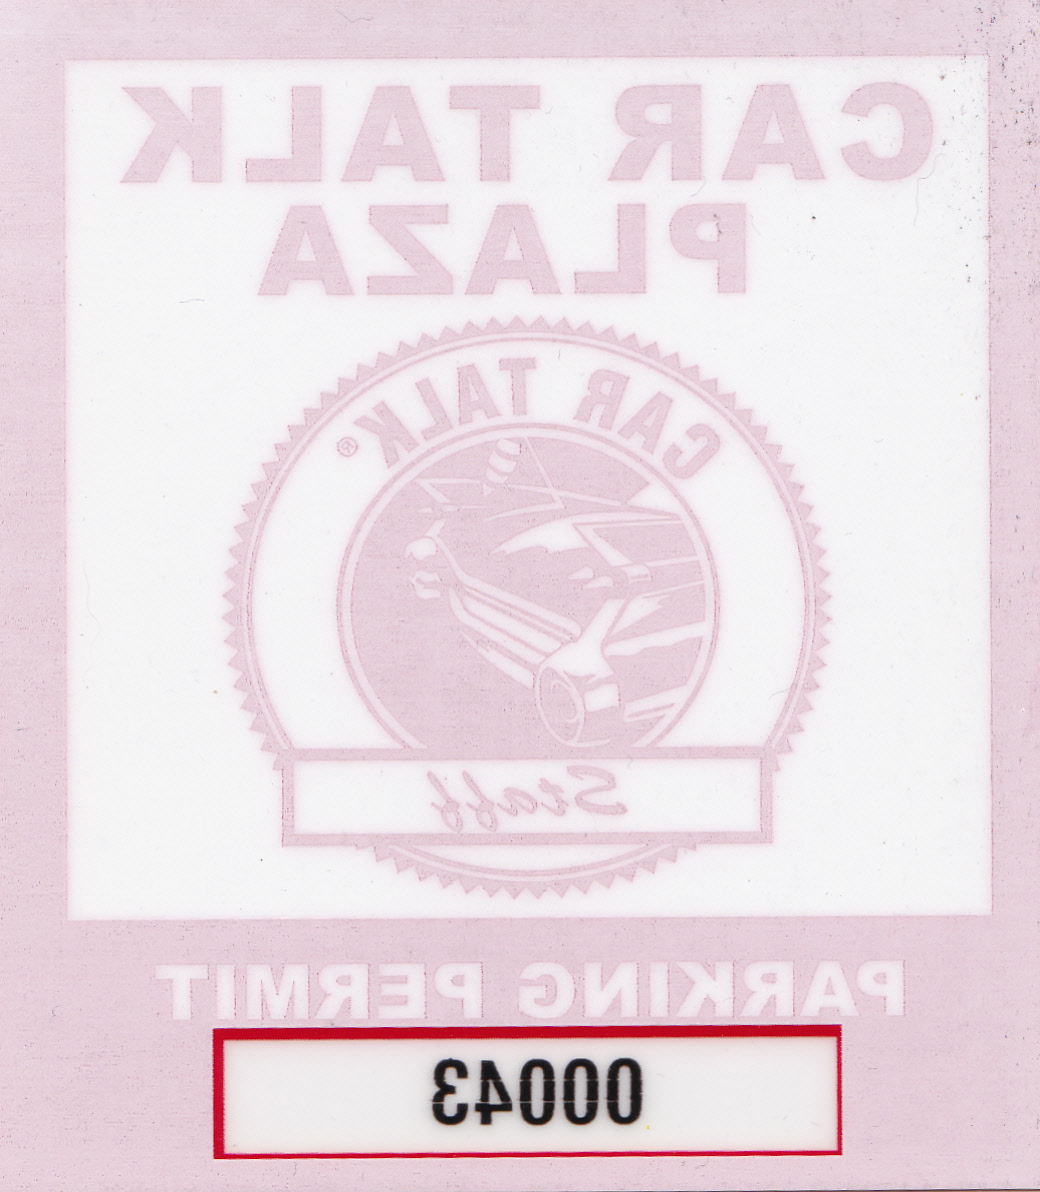 CAR TALK
PLAZA
CAR TALK®
Staff
PARKING PERMIT
00043